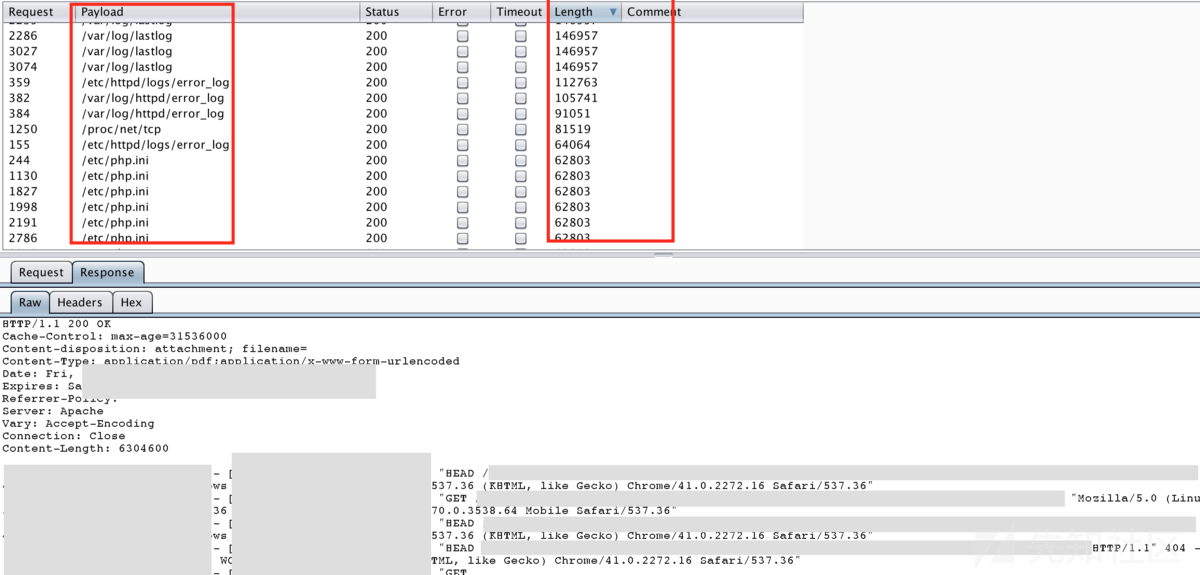 Request Payload Status Error Timeout Length Comment
/var/log/lastlog 200
2286 /var/log/lastlog 200 146957
3027 /var/log/lastlog 200 146957
3074 /var/log/lastlog 200 146957
359 /etc/httpd/logs/error_log 200 112763
382 /var/log/httpd/error_log 200 105741
384 /var/log/httpd/error_log 200 91051
1250 /proc/net/tcp 200 81519
155 /etc/httpd/logs/error_log 200 64064
244 /etc/php.ini 200 62803
1130 /etc/php.ini 200 62803
1827 /etc/php.ini 200 62803
1998 /etc/php.ini 200 62803
2191 /etc/php.ini 200 62803
2786 /etc/php.ini 200 62803
Request Response
Raw Headers Hex
HTTP/1.1 200 OK
Cache-Control: max-age=31536000
Content-disposition: attachment; filename=
Content-Type: application/pdf;application/x-www-form-urlencoded
Date: Fri,
Expires: Sa
Referrer-Policy:
Server: Apache
Vary: Accept-Encoding
Connection: Close
Content-Length: 6304600
- [ "HEAD /
ows 537.36 (KHTML, like Gecko) Chrome/41.0.2272.16 Safari/537.36"
- [ "GET "Mozilla/5.0 (Linu
36 70.0.3538.64 Mobile Safari/537.36"
- [ "HEAD
ows 537.36 (KHTML, like Gecko) Chrome/41.0.2272.16 Safari/537.36"
- [ "HEAD HTTP/1.1" 404 -
WO TML, like Gecko) Chrome/41.0.2272.16 Safari/537.36"
- [ "GET
先知社区